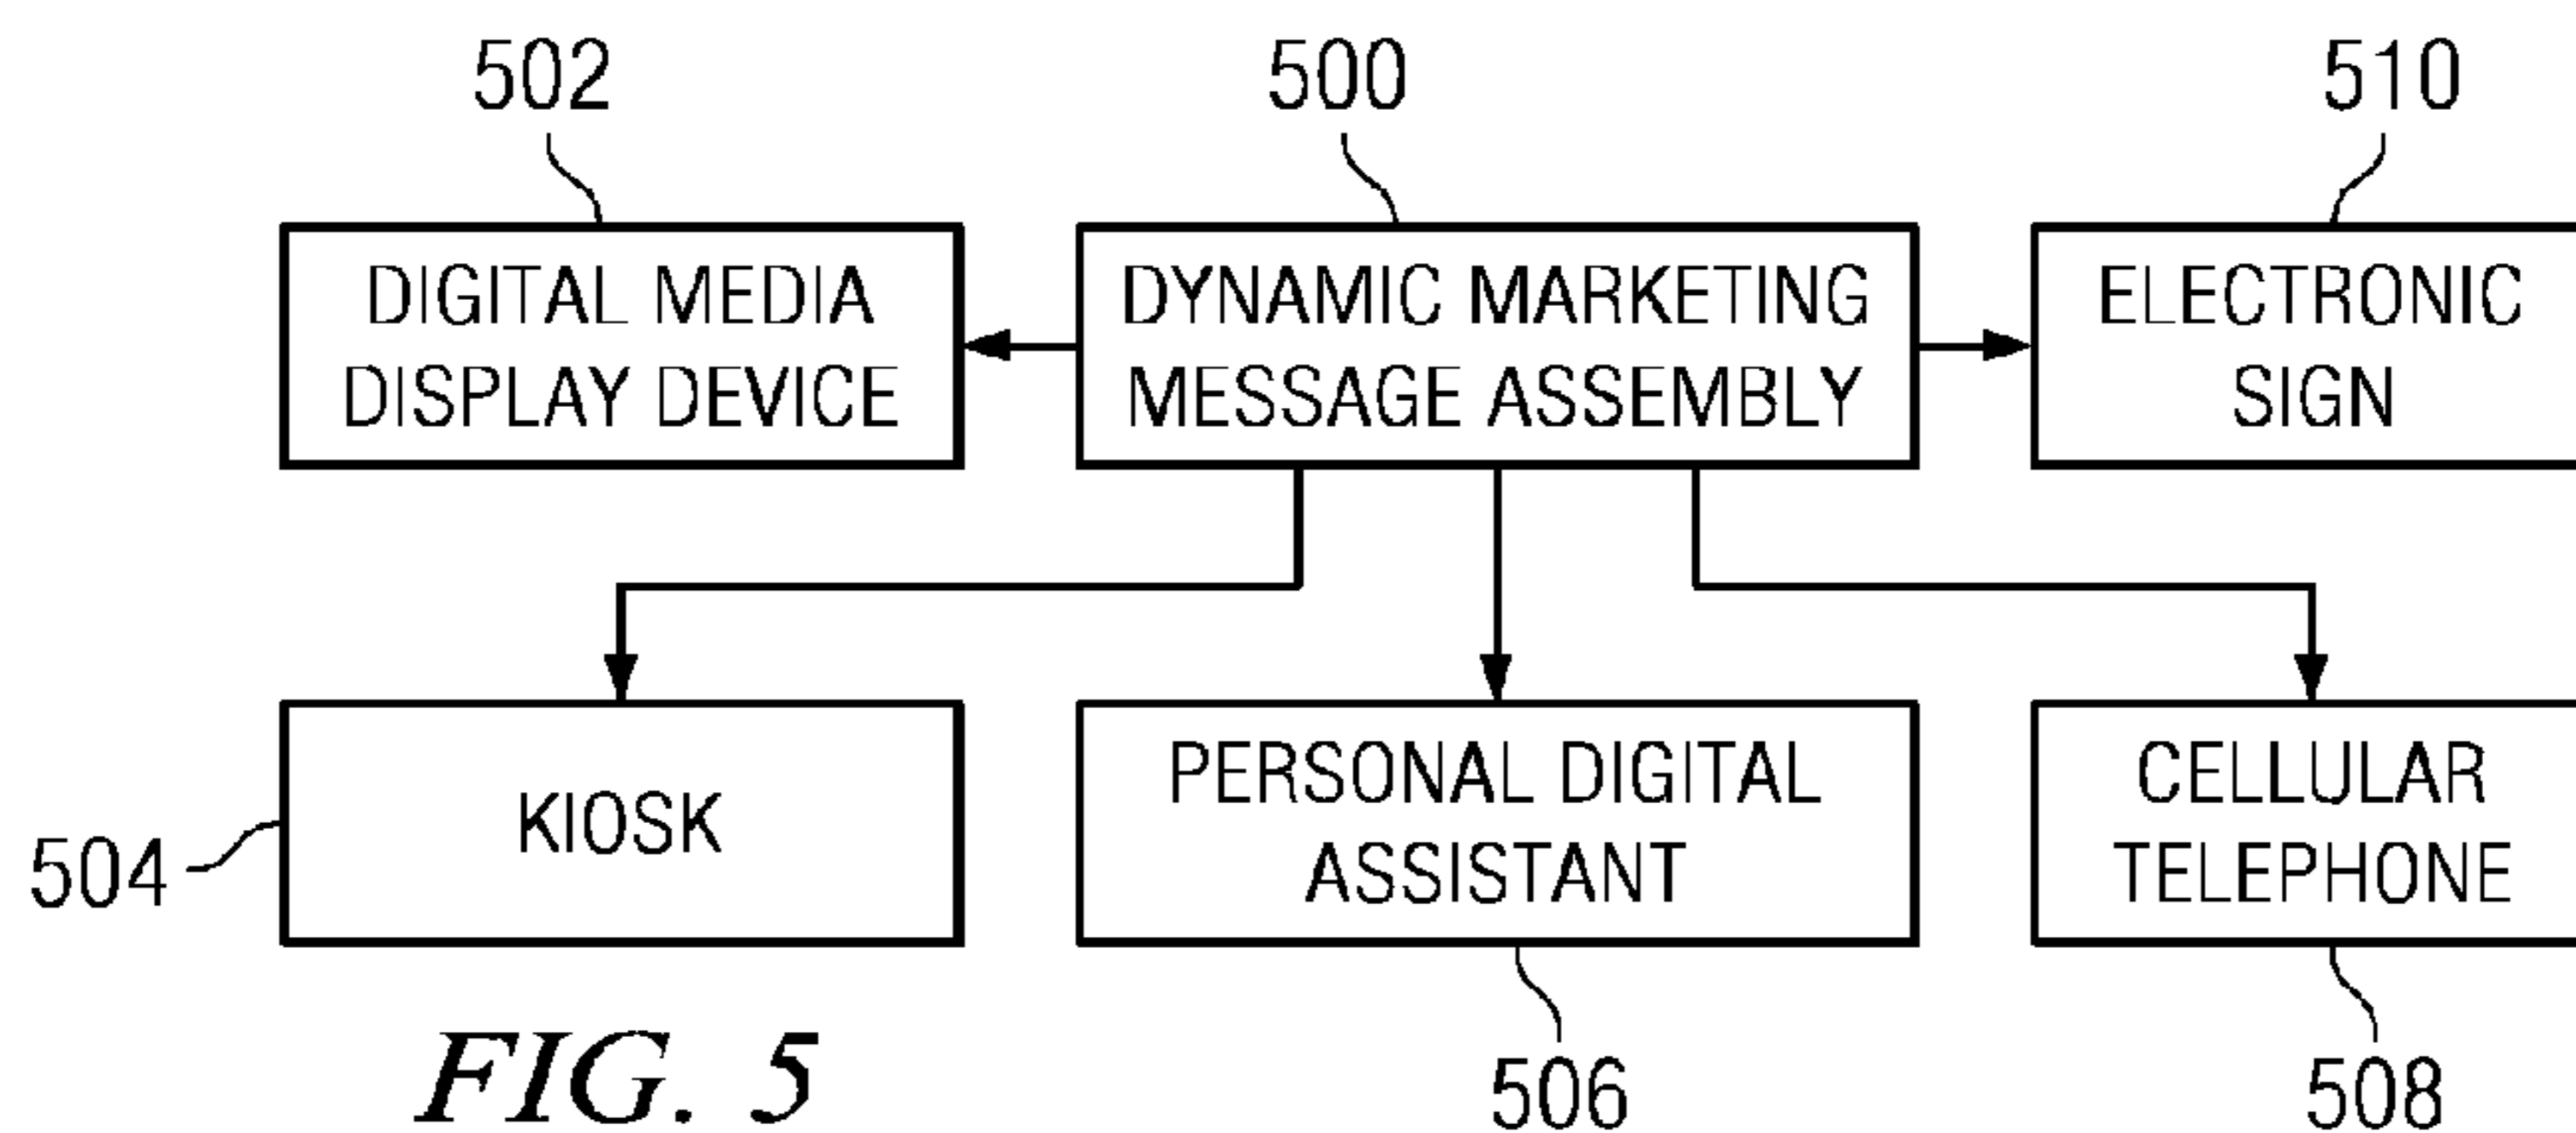 502
500
510
DIGITAL MEDIA
DISPLAY DEVICE
DYNAMIC MARKETING
MESSAGE ASSEMBLY
ELECTRONIC
SIGN
504
KIOSK
PERSONAL DIGITAL
ASSISTANT
CELLULAR
TELEPHONE
506
508
FIG. 5